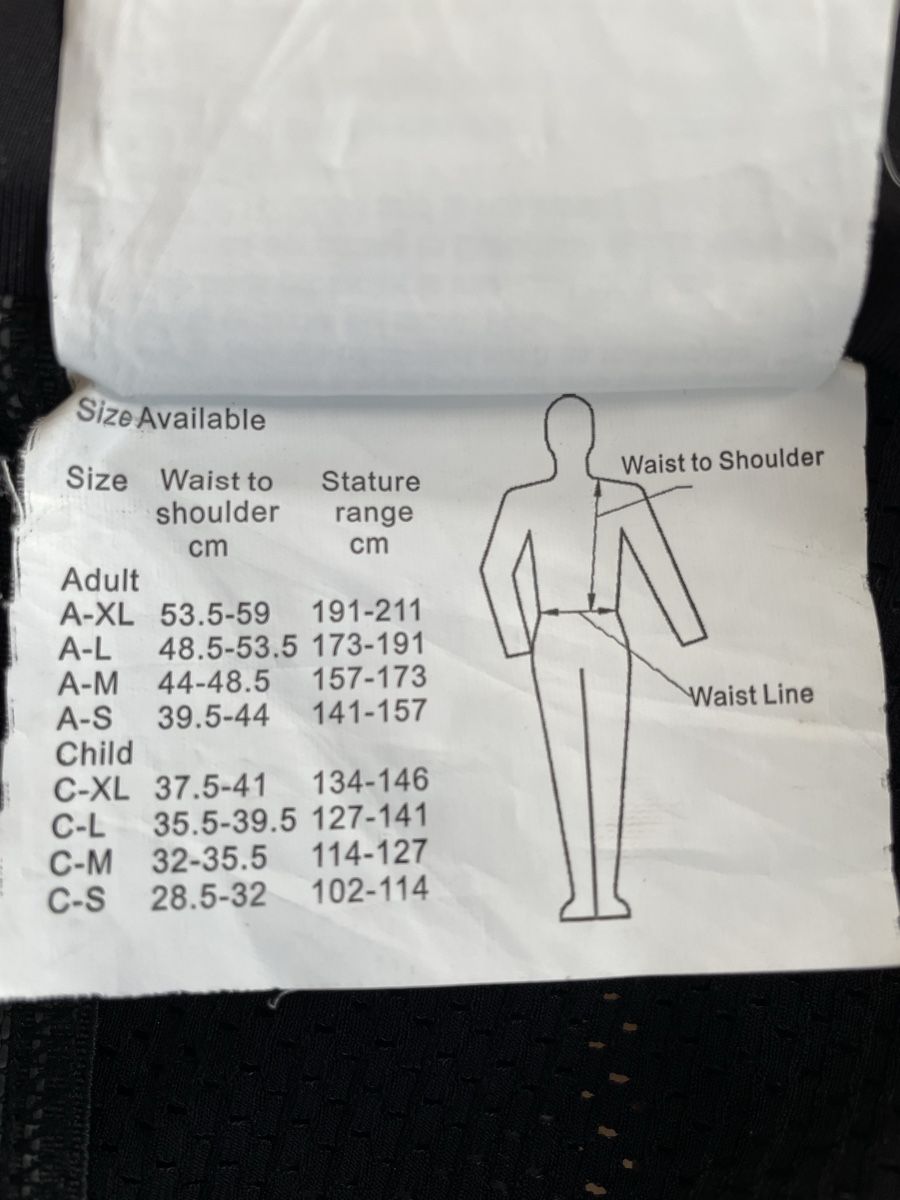 Size Available
Size Waist to shoulder cm Stature range cm
Adult
A-XL 53.5-59 191-211
A-L 48.5-53.5 173-191
A-M 44-48.5 157-173
A-S 39.5-44 141-157
Child
C-XL 37.5-41 134-146
C-L 35.5-39.5 127-141
C-M 32-35.5 114-127
C-S 28.5-32 102-114
Waist to Shoulder
Waist Line